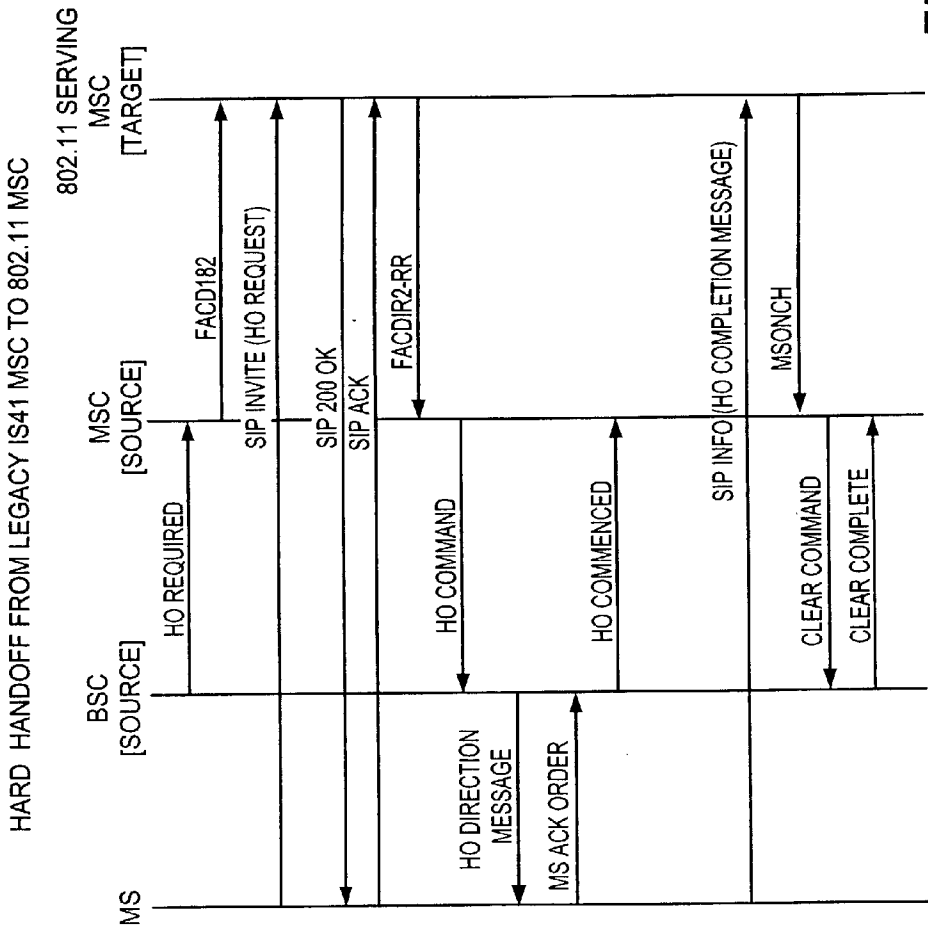 HARD HANDOFF FROM LEGACY IS41 MSC TO 802.11 MSC
MS
BSC
[SOURCE]
MSC
[SOURCE]
802.11 SERVING
MSC
[TARGET]
HO REQUIRED
FACD182
SIP INVITE (HO REQUEST)
SIP 200 OK
SIP ACK
FACDIR2-RR
HO COMMAND
HO DIRECTION
MESSAGE
MS ACK ORDER
HO COMMENCED
SIP INFO (HO COMPLETION MESSAGE)
MSONCH
CLEAR COMMAND
CLEAR COMPLETE